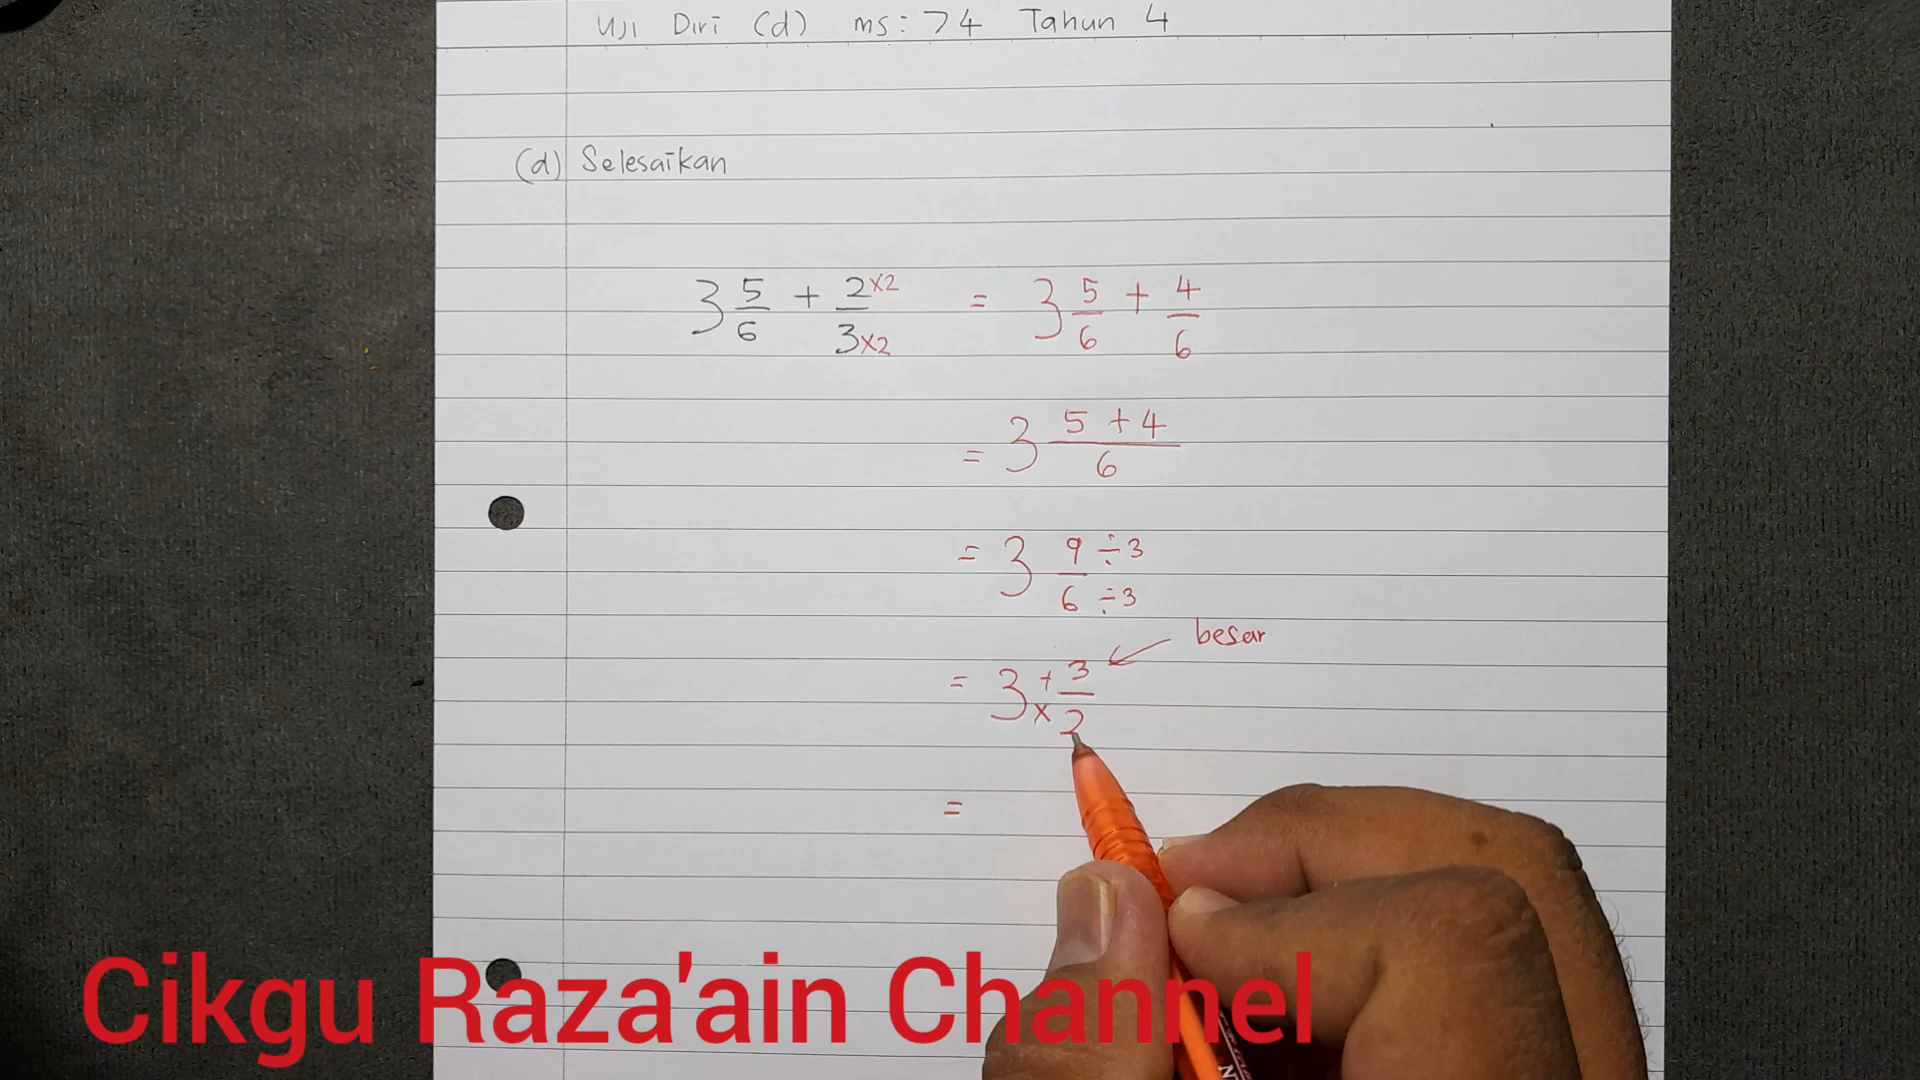 Uji Diri (d) ms: 74 Tahun 4
(d) Selesaikan
3 5/6 + 2/3 ×2 ×2 = 3 5/6 + 4/6
= 3 5 + 4 / 6
= 3 9 ÷ 3 / 6 ÷ 3
besar
= 3 + × 3/2
=
Cikgu Raza'ain Channel